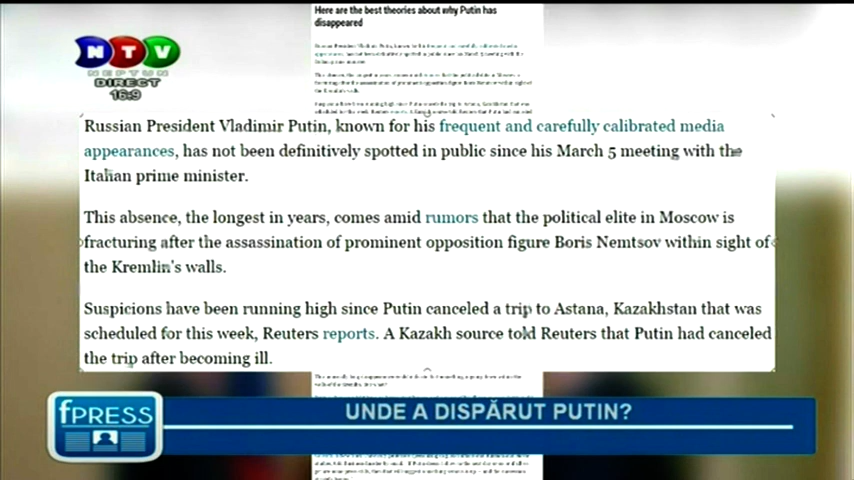 Here are the best theories about why Putin has
disappeared
NTV
NEPTUN
DIRECT
16:9
Russian President Vladimir Putin, known for his frequent and carefully calibrated media
appearances, has not been definitively spotted in public since his March 5 meeting with the
Italian prime minister.
This absence, the longest in years, comes amid rumors that the political elite in Moscow is
fracturing after the assassination of prominent opposition figure Boris Nemtsov within sight of
the Kremlin's walls.
Suspicions have been running high since Putin canceled a trip to Astana, Kazakhstan that was
scheduled for this week, Reuters reports. A Kazakh source told Reuters that Putin had canceled
the trip after becoming ill.
fPRESS
UNDE A DISPĂRUT PUTIN?